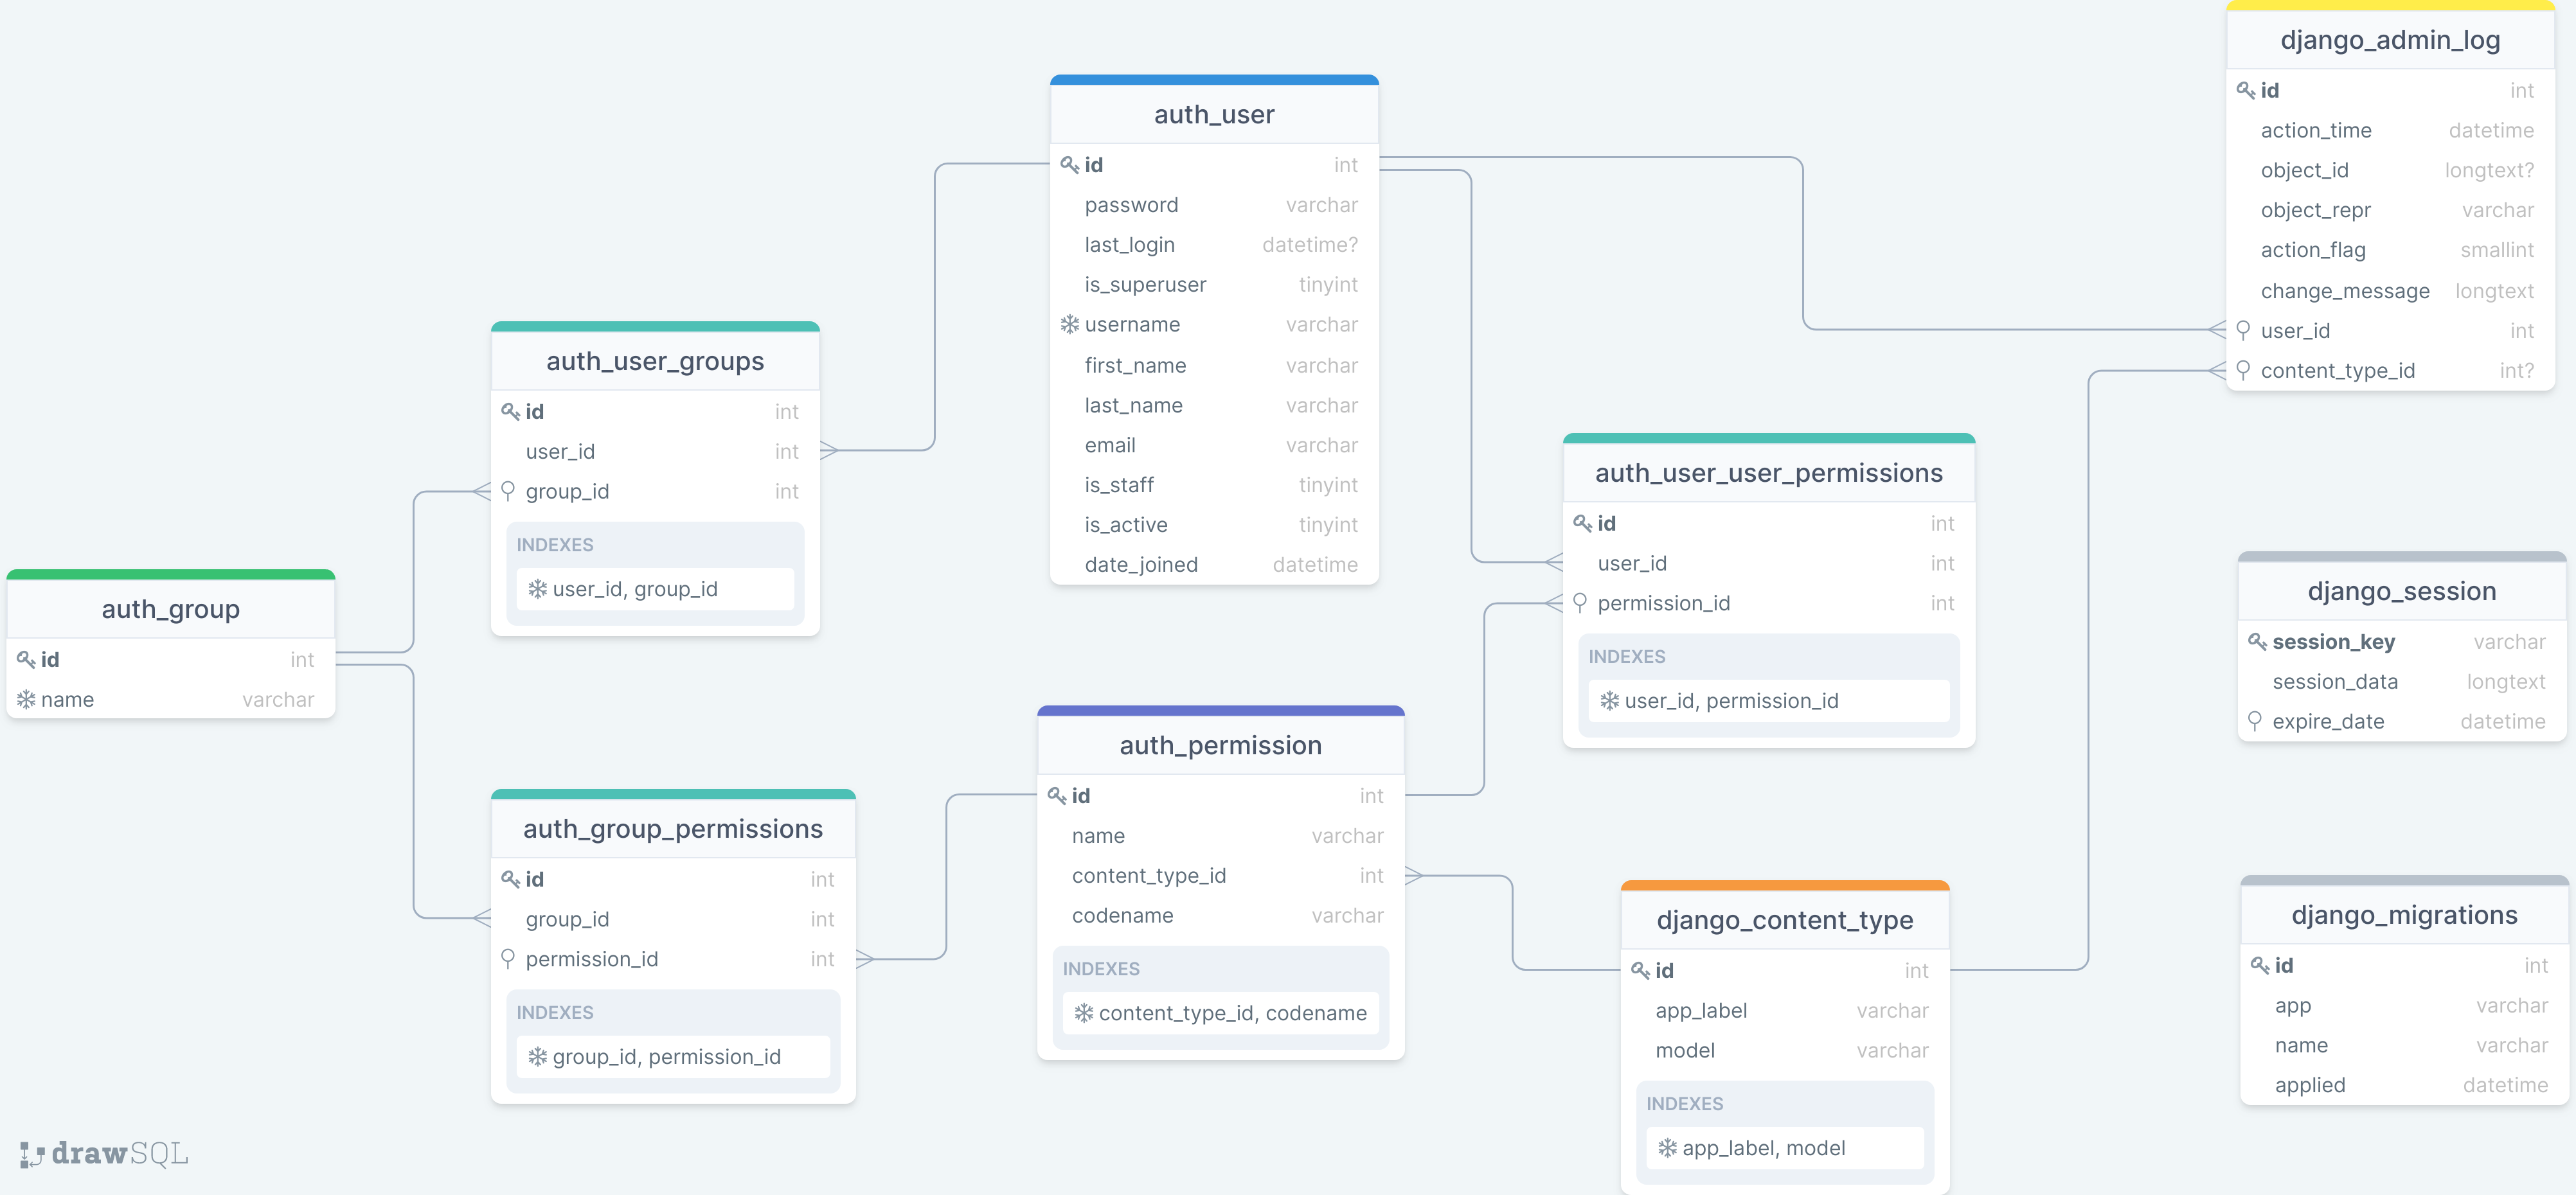 auth_group
id int
name varchar
auth_user_groups
id int
user_id int
group_id int
INDEXES
user_id, group_id
auth_group_permissions
id int
group_id int
permission_id int
INDEXES
group_id, permission_id
auth_user
id int
password varchar
last_login datetime?
is_superuser tinyint
username varchar
first_name varchar
last_name varchar
email varchar
is_staff tinyint
is_active tinyint
date_joined datetime
auth_permission
id int
name varchar
content_type_id int
codename varchar
INDEXES
content_type_id, codename
auth_user_user_permissions
id int
user_id int
permission_id int
INDEXES
user_id, permission_id
django_content_type
id int
app_label varchar
model varchar
INDEXES
app_label, model
django_admin_log
id int
action_time datetime
object_id longtext?
object_repr varchar
action_flag smallint
change_message longtext
user_id int
content_type_id int?
django_session
session_key varchar
session_data longtext
expire_date datetime
django_migrations
id int
app varchar
name varchar
applied datetime
drawSQL